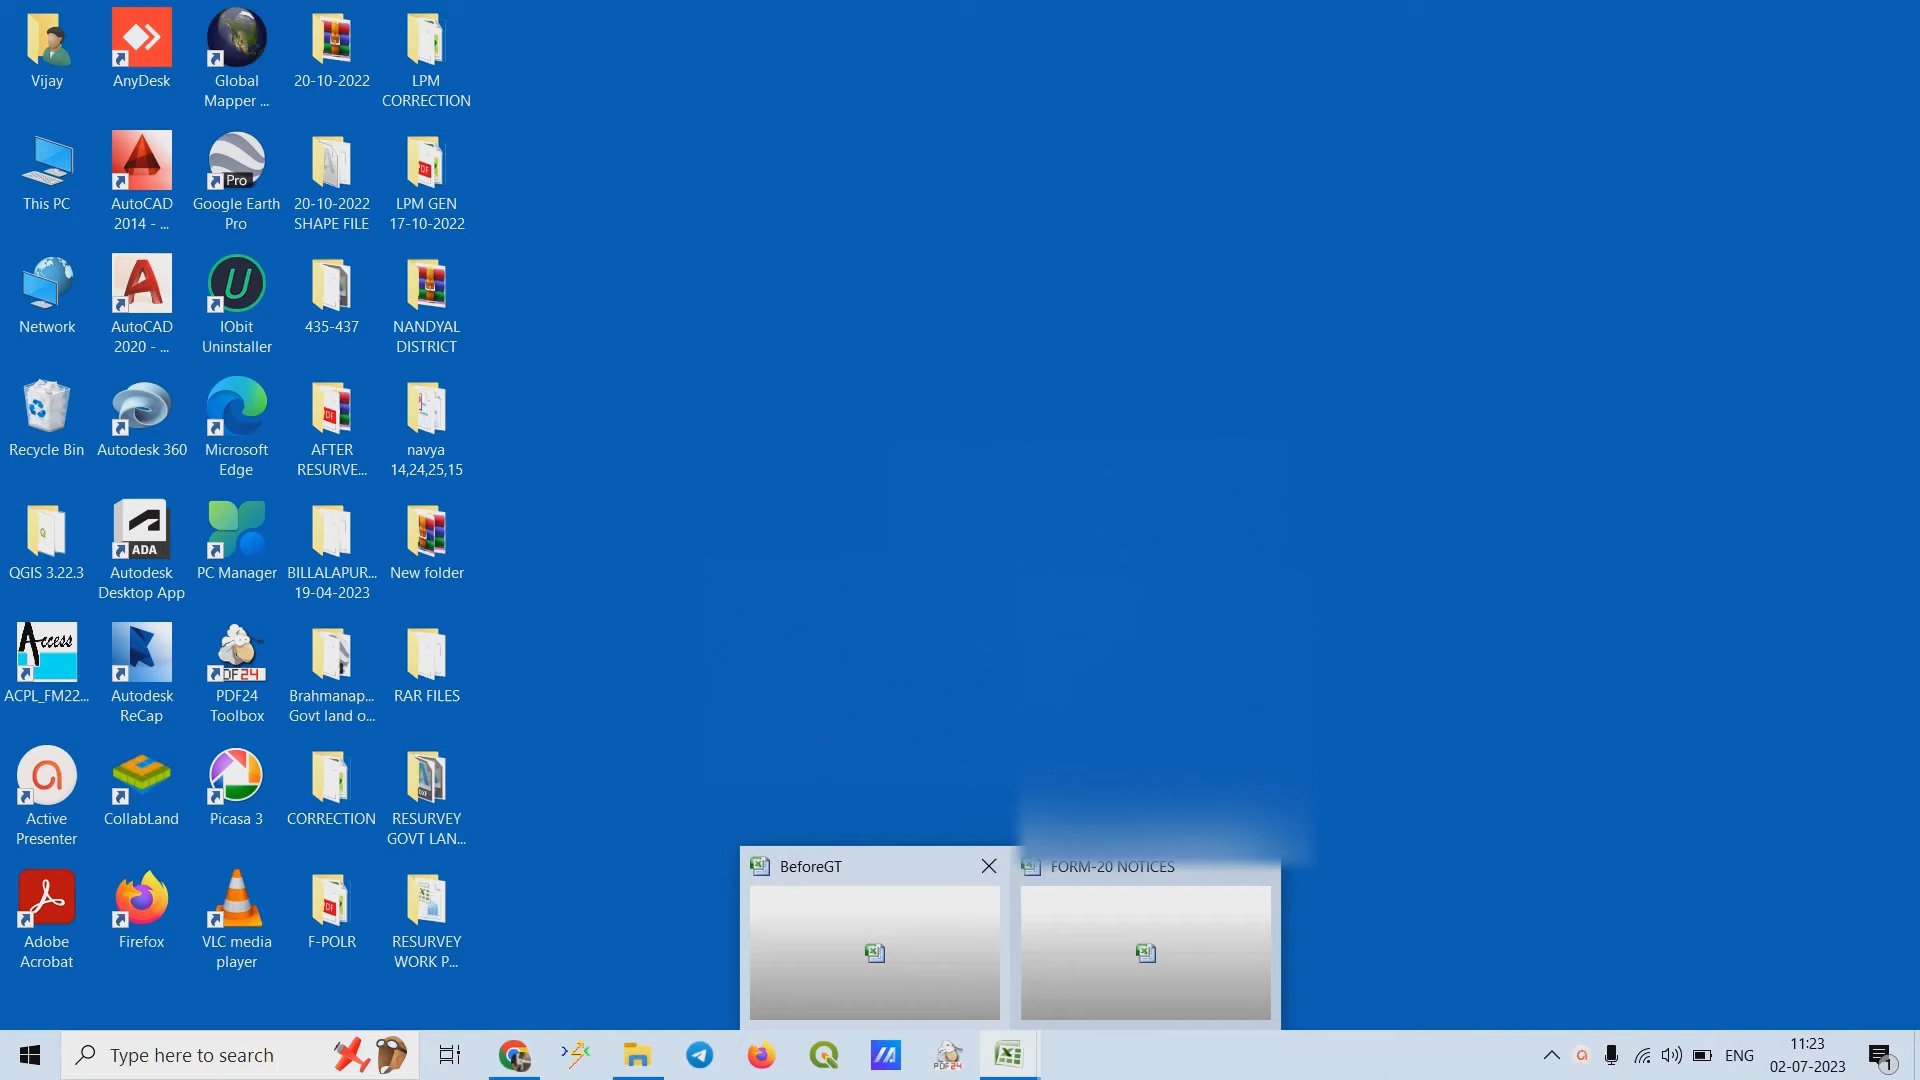 Vijay
AnyDesk
Global
Mapper ...
20-10-2022
LPM
CORRECTION
This PC
AutoCAD
2014 - ...
Pro
Google Earth
Pro
20-10-2022
SHAPE FILE
PDF
LPM GEN
17-10-2022
Network
AutoCAD
2020 - ...
IObit
Uninstaller
435-437
NANDYAL
DISTRICT
Recycle Bin
Autodesk 360
Microsoft
Edge
PDF
AFTER
RESURVE...
navya
14,24,25,15
QGIS 3.22.3
ADA
Autodesk
Desktop App
PC Manager
BILLALAPUR...
19-04-2023
New folder
Access
ACPL_FM22...
Autodesk
ReCap
PDF24
Toolbox
Brahmanap...
Govt land o...
RAR FILES
Active
Presenter
CollabLand
Picasa 3
CORRECTION
RESURVEY
GOVT LAN...
Adobe
Acrobat
Firefox
VLC media
player
PDF
F-POLR
RESURVEY
WORK P...
BeforeGT
FORM-20 NOTICES
Type here to search
PDF24
ENG
11:23
02-07-2023
1